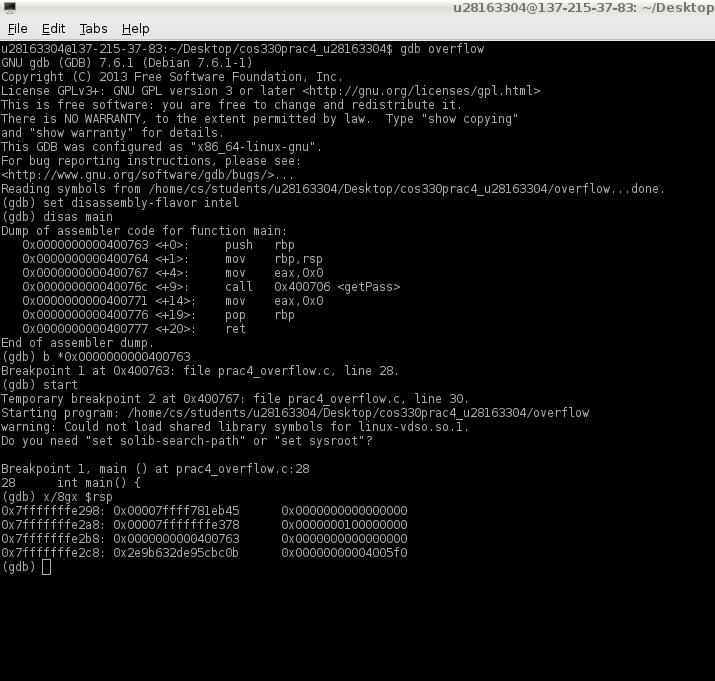 u28163304@137-215-37-83: ~/Desktop
File Edit Tabs Help
u28163304@137-215-37-83:~/Desktop/cos330prac4_u28163304$ gdb overflow
GNU gdb (GDB) 7.6.1 (Debian 7.6.1-1)
Copyright (C) 2013 Free Software Foundation, Inc.
License GPLv3+: GNU GPL version 3 or later <http://gnu.org/licenses/gpl.html>
This is free software: you are free to change and redistribute it.
There is NO WARRANTY, to the extent permitted by law.  Type "show copying"
and "show warranty" for details.
This GDB was configured as "x86_64-linux-gnu".
For bug reporting instructions, please see:
<http://www.gnu.org/software/gdb/bugs/>...
Reading symbols from /home/cs/students/u28163304/Desktop/cos330prac4_u28163304/overflow...done.
(gdb) set disassembly-flavor intel
(gdb) disas main
Dump of assembler code for function main:
   0x0000000000400763 <+0>:     push   rbp
   0x0000000000400764 <+1>:     mov    rbp,rsp
   0x0000000000400767 <+4>:     mov    eax,0x0
   0x000000000040076c <+9>:     call   0x400706 <getPass>
   0x0000000000400771 <+14>:    mov    eax,0x0
   0x0000000000400776 <+19>:    pop    rbp
   0x0000000000400777 <+20>:    ret
End of assembler dump.
(gdb) b *0x0000000000400763
Breakpoint 1 at 0x400763: file prac4_overflow.c, line 28.
(gdb) start
Temporary breakpoint 2 at 0x400767: file prac4_overflow.c, line 30.
Starting program: /home/cs/students/u28163304/Desktop/cos330prac4_u28163304/overflow
warning: Could not load shared library symbols for linux-vdso.so.1.
Do you need "set solib-search-path" or "set sysroot"?
Breakpoint 1, main () at prac4_overflow.c:28
28      int main() {
(gdb) x/8gx $rsp
0x7fffffffe298: 0x00007ffff781eb45      0x0000000000000000
0x7fffffffe2a8: 0x00007fffffffe378      0x0000000100000000
0x7fffffffe2b8: 0x0000000000400763      0x0000000000000000
0x7fffffffe2c8: 0x2e9b632de95cbc0b      0x00000000004005f0
(gdb)